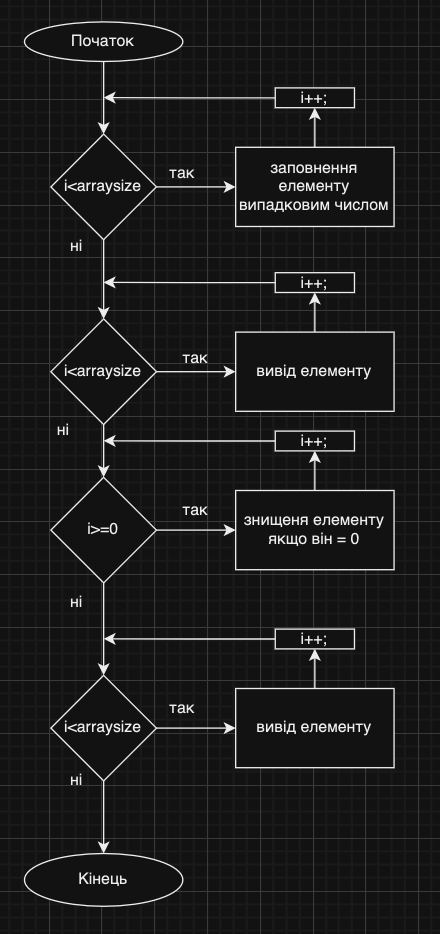 Початок
i++;
i<arraysize
так
заповнення
елементу
випадковим числом
ні
i++;
i<arraysize
так
вивід елементу
ні
i++;
i>=0
так
знищеня елементу
якщо він = 0
ні
i++;
i<arraysize
так
вивід елементу
ні
Кінець